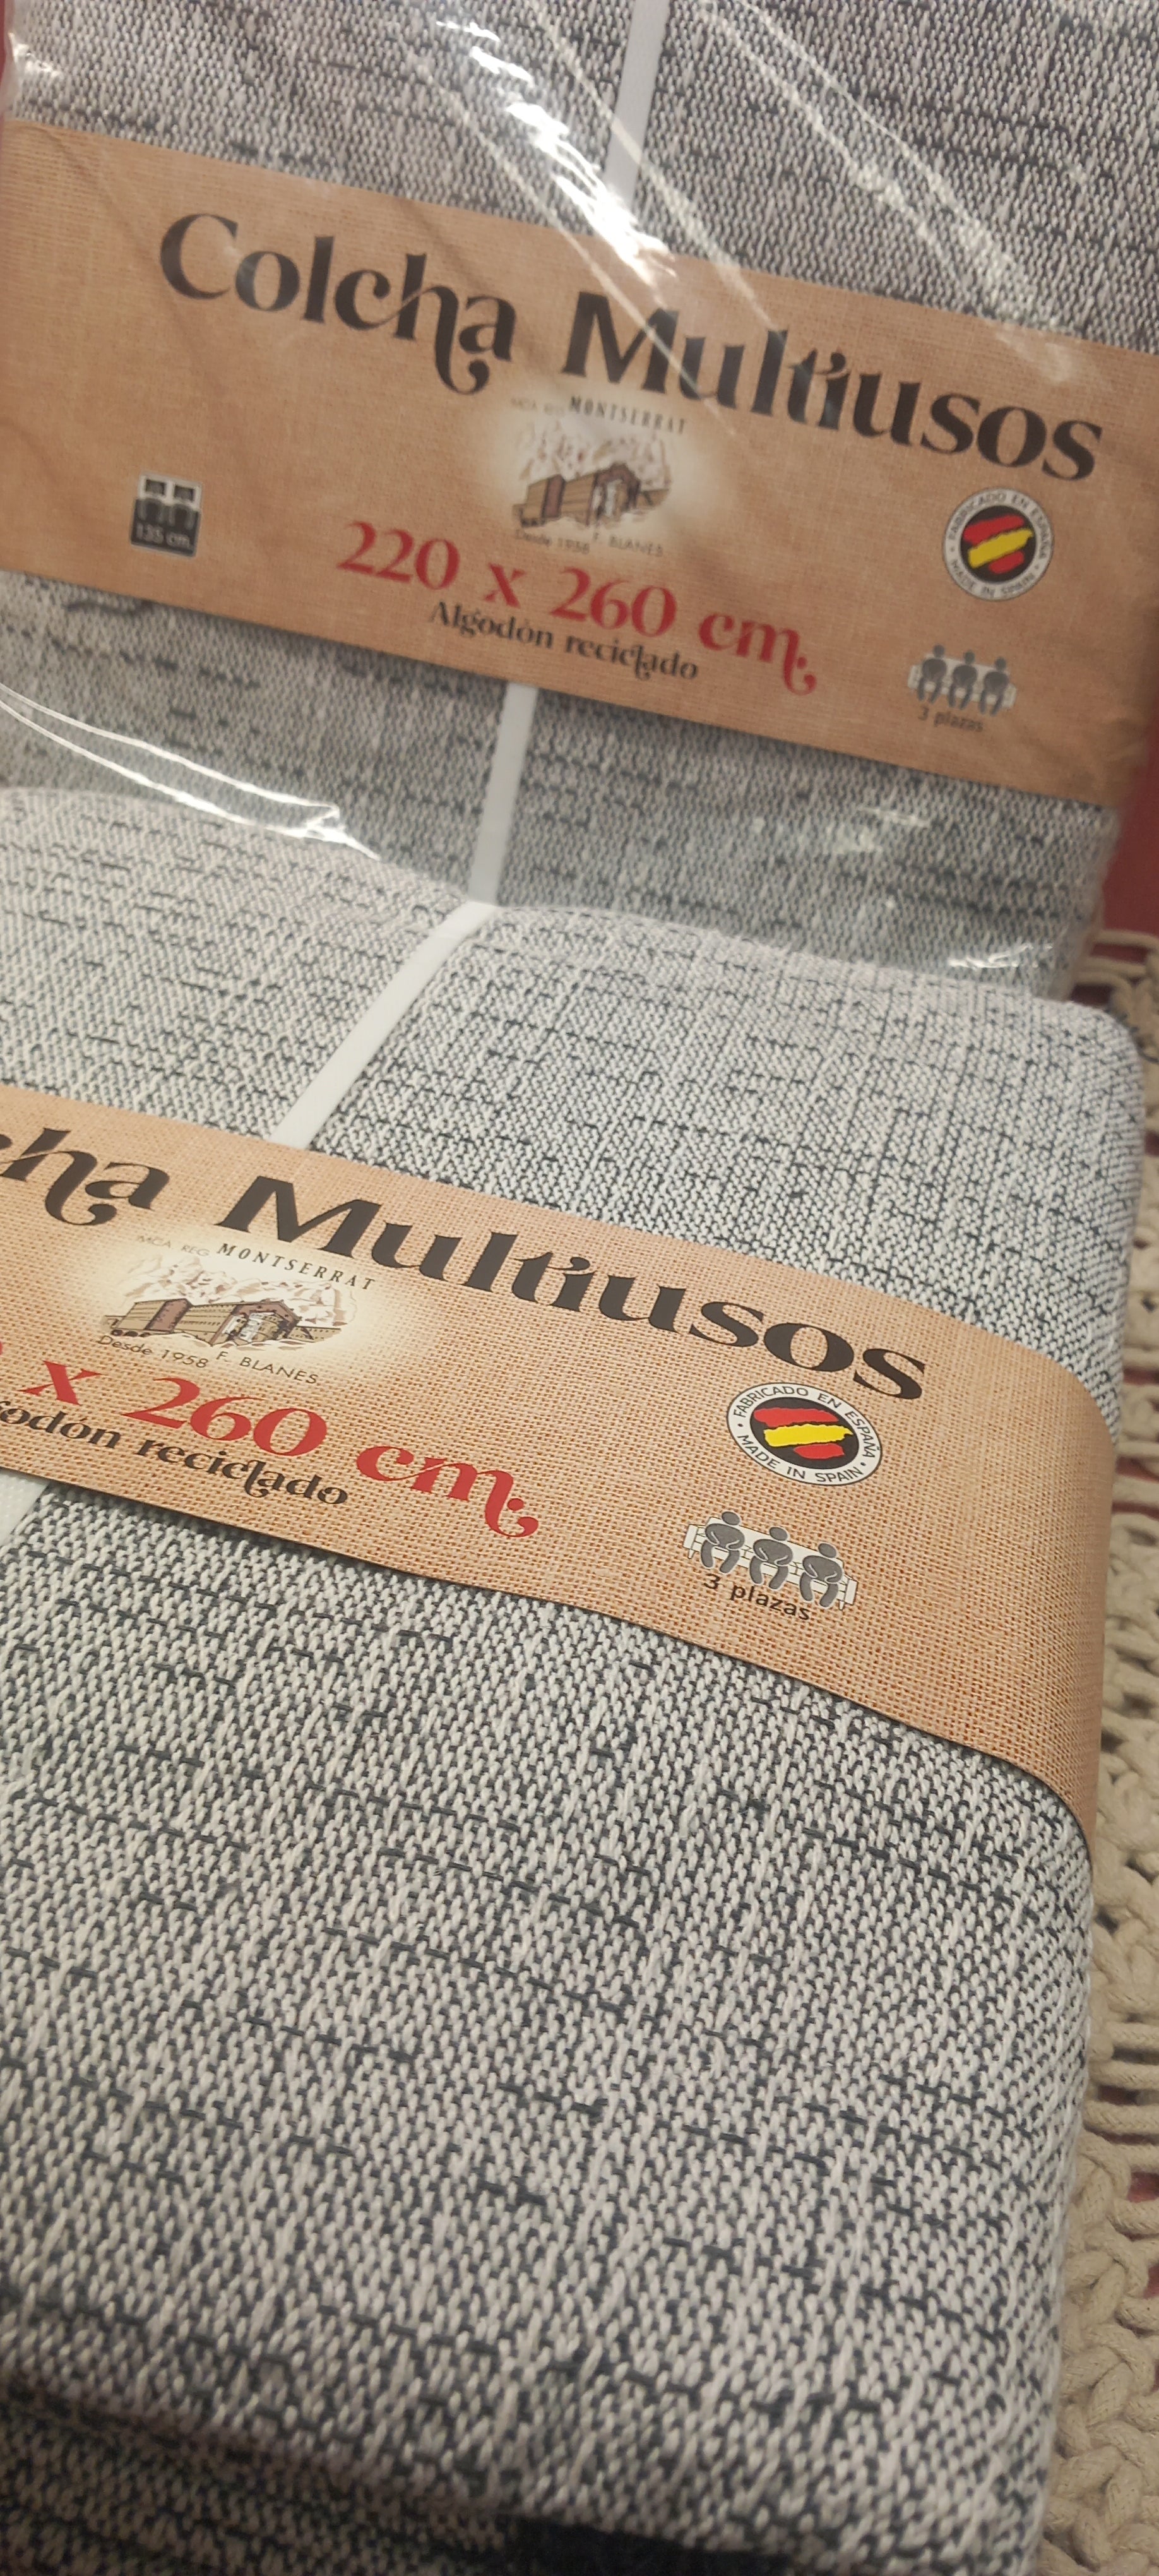 Colcha Multiusos
MCA. REG. MONTSERRAT
Desde 1958 F. BLANES
135 cm.
220 x 260 cm.
Algodón reciclado
FABRICADO EN ESPAÑA
MADE IN SPAIN
3 plazas
cha Multiusos
MCA. REG. MONTSERRAT
Desde 1958 F. BLANES
x 260 cm.
godón reciclado
FABRICADO EN ESPAÑA
MADE IN SPAIN
3 plazas